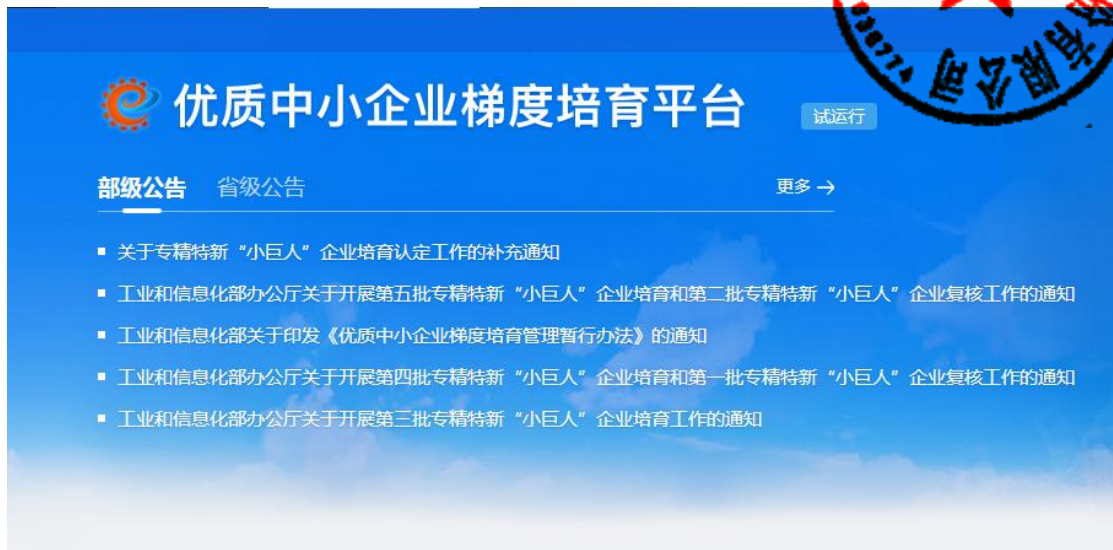 优质中小企业梯度培育平台
试运行
部级公告 省级公告 更多→
关于专精特新“小巨人”企业培育认定工作的补充通知
工业和信息化部办公厅关于开展第五批专精特新“小巨人”企业培育和第二批专精特新“小巨人”企业复核工作的通知
工业和信息化部关于印发《优质中小企业梯度培育管理暂行办法》的通知
工业和信息化部办公厅关于开展第四批专精特新“小巨人”企业培育和第一批专精特新“小巨人”企业复核工作的通知
工业和信息化部办公厅关于开展第三批专精特新“小巨人”企业培育工作的通知
有限公司